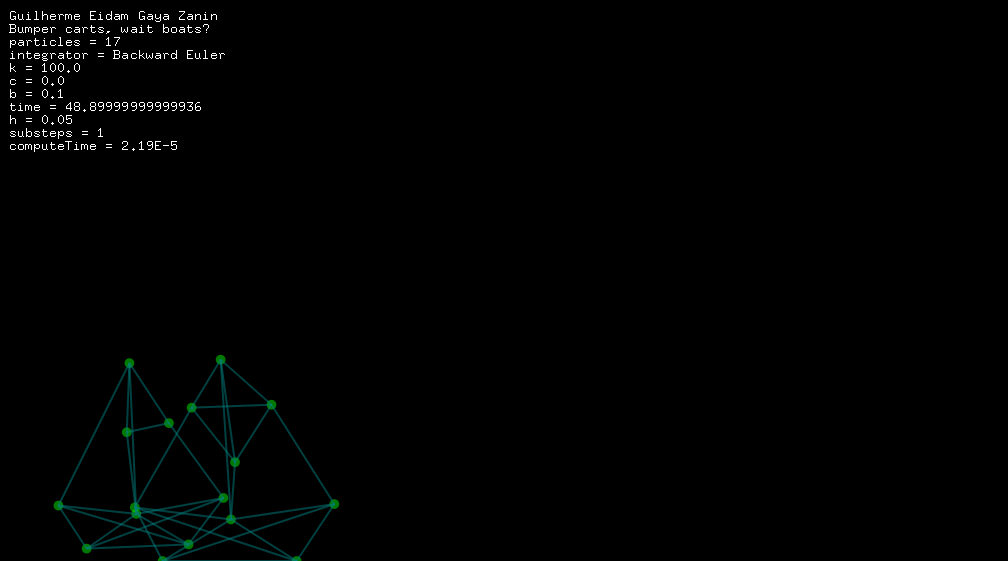 Guilherme Eidam Gaya Zanin
Bumper carts, wait boats?
particles = 17
integrator = Backward Euler
k = 100.0
c = 0.0
b = 0.1
time = 48.89999999999936
h = 0.05
substeps = 1
computeTime = 2.19E-5